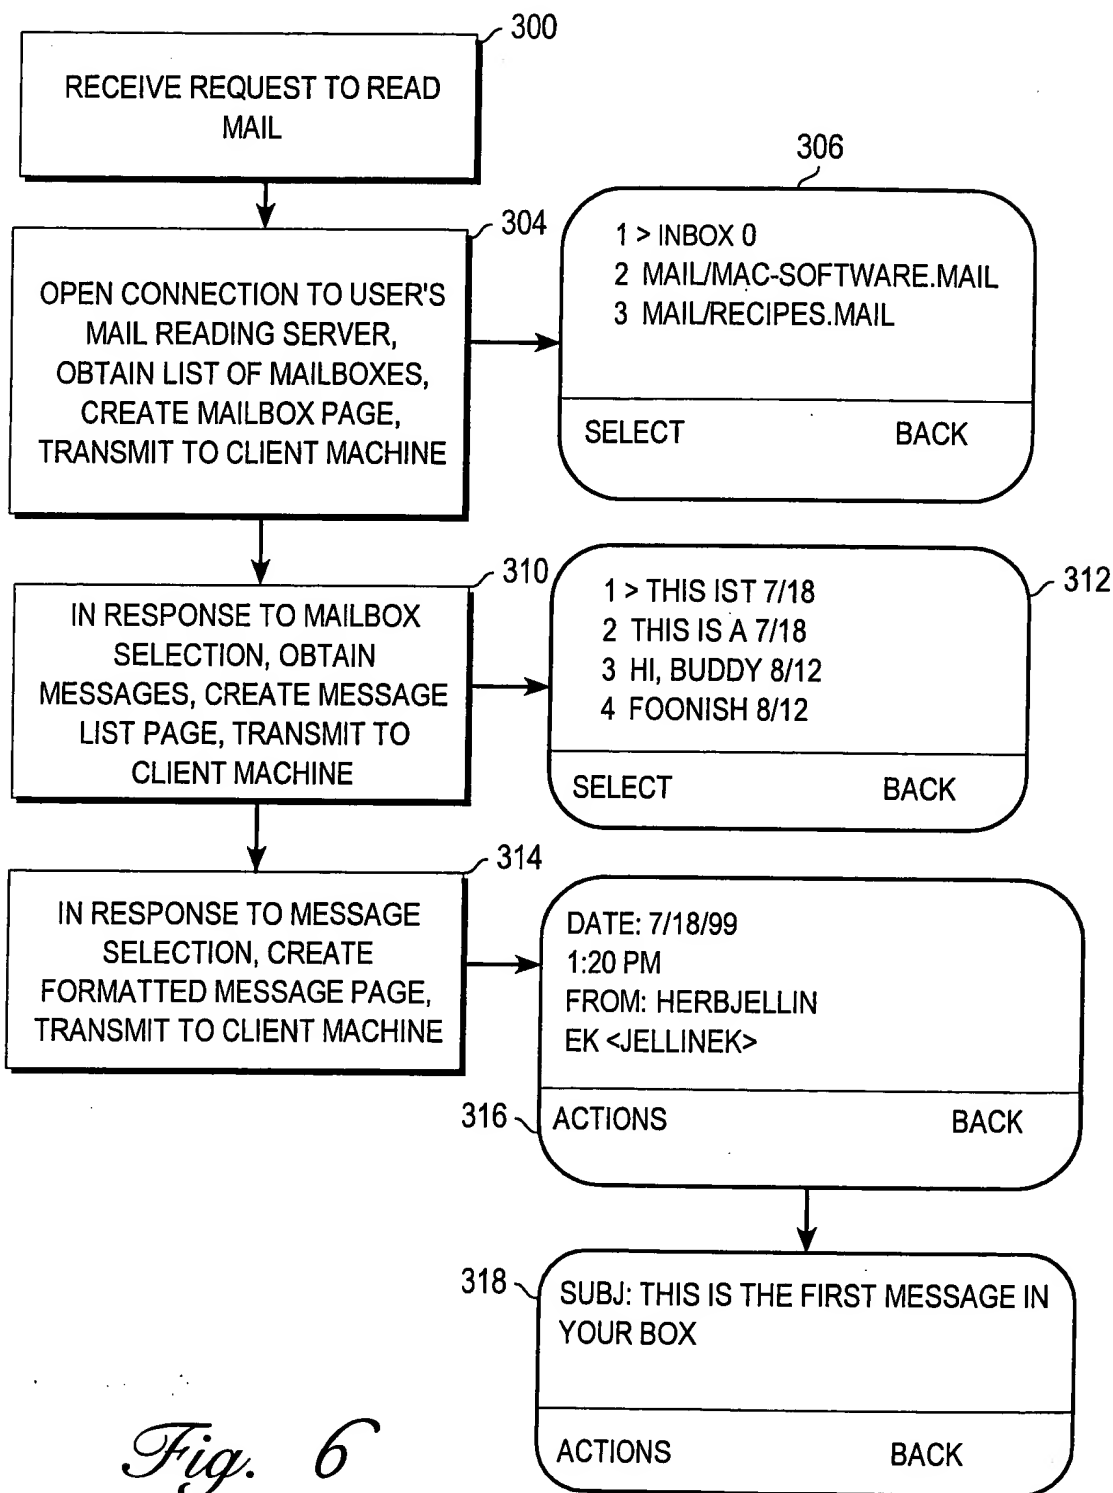 300
RECEIVE REQUEST TO READ
MAIL
304
OPEN CONNECTION TO USER'S
MAIL READING SERVER,
OBTAIN LIST OF MAILBOXES,
CREATE MAILBOX PAGE,
TRANSMIT TO CLIENT MACHINE
306
1 > INBOX 0
2 MAIL/MAC-SOFTWARE.MAIL
3 MAIL/RECIPES.MAIL
SELECT BACK
310
IN RESPONSE TO MAILBOX
SELECTION, OBTAIN
MESSAGES, CREATE MESSAGE
LIST PAGE, TRANSMIT TO
CLIENT MACHINE
312
1 > THIS IST 7/18
2 THIS IS A 7/18
3 HI, BUDDY 8/12
4 FOONISH 8/12
SELECT BACK
314
IN RESPONSE TO MESSAGE
SELECTION, CREATE
FORMATTED MESSAGE PAGE,
TRANSMIT TO CLIENT MACHINE
DATE: 7/18/99
1:20 PM
FROM: HERBJELLIN
EK <JELLINEK>
316
ACTIONS BACK
318
SUBJ: THIS IS THE FIRST MESSAGE IN
YOUR BOX
ACTIONS BACK
Fig. 6